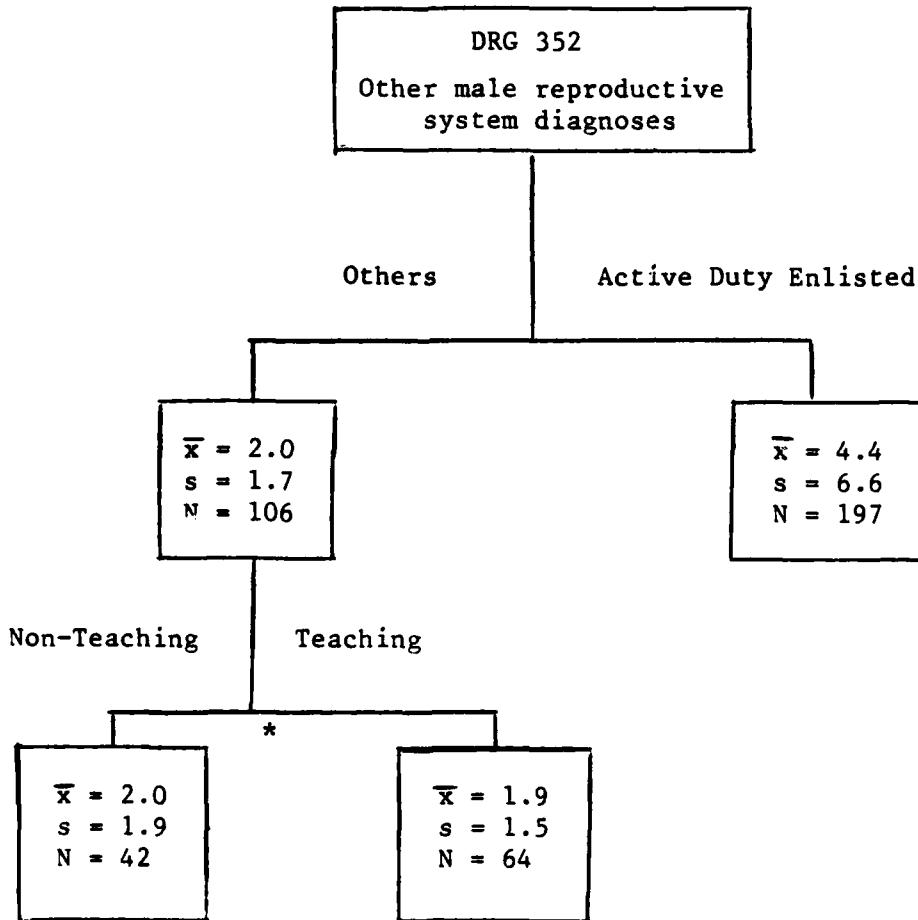 DRG 352
Other male reproductive
system diagnoses
Others
Active Duty Enlisted
x̅ = 2.0
s = 1.7
N = 106
x̅ = 4.4
s = 6.6
N = 197
Non-Teaching
Teaching
*
x̅ = 2.0
s = 1.9
N = 42
x̅ = 1.9
s = 1.5
N = 64